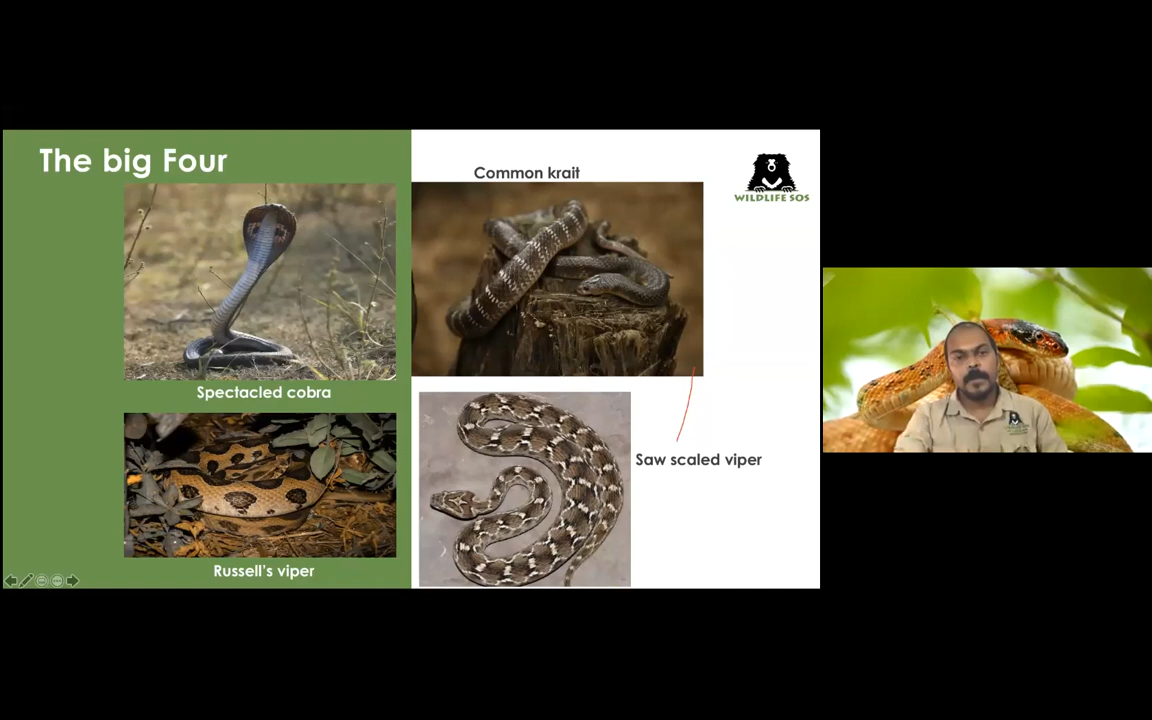 The big Four
Common krait
WILDLIFE SOS
Spectacled cobra
Saw scaled viper
Russell's viper